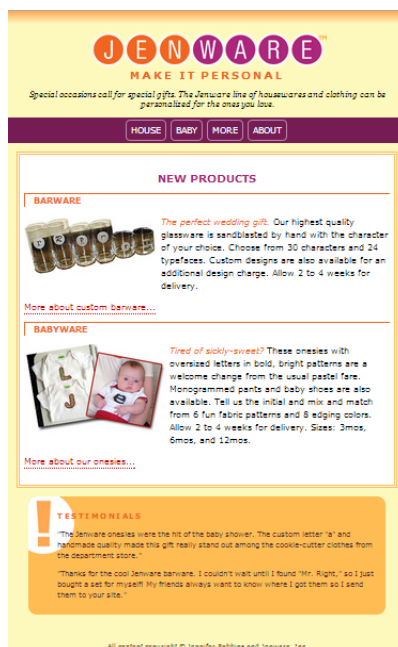 JENWARE™
MAKE IT PERSONAL
Special occasions call for special gifts. The Jenware line of housewares and clothing can be
personalized for the ones you love.
HOUSE BABY MORE ABOUT
NEW PRODUCTS
BARWARE
The perfect wedding gift. Our highest quality
glassware is sandblasted by hand with the character
of your choice. Choose from 30 characters and 24
typefaces. Custom designs are also available for an
additional design charge. Allow 2 to 4 weeks for
delivery.
More about custom barware...
BABYWARE
Tired of sickly-sweet? These onesies with
oversized letters in bold, bright patterns are a
welcome change from the usual pastel fare.
Monogrammed pants and baby shoes are also
available. Tell us the initial and mix and match
from 6 fun fabric patterns and 8 edging colors.
Allow 2 to 4 weeks for delivery. Sizes: 3mos,
6mos, and 12mos.
L
J
e
More about our onesies...
!
TESTIMONIALS
"The Jenware onesies were the hit of the baby shower. The custom letter "a" and
handmade quality made this gift really stand out among the cookie-cutter clothes from
the department store."
"Thanks for the cool Jenware barware. I couldn't wait until I found "Mr. Right," so I just
bought a set for myself! My friends always want to know where I got them so I send
them to your site."
All content copyright © Jennifer Robbins and Jenware, Inc.